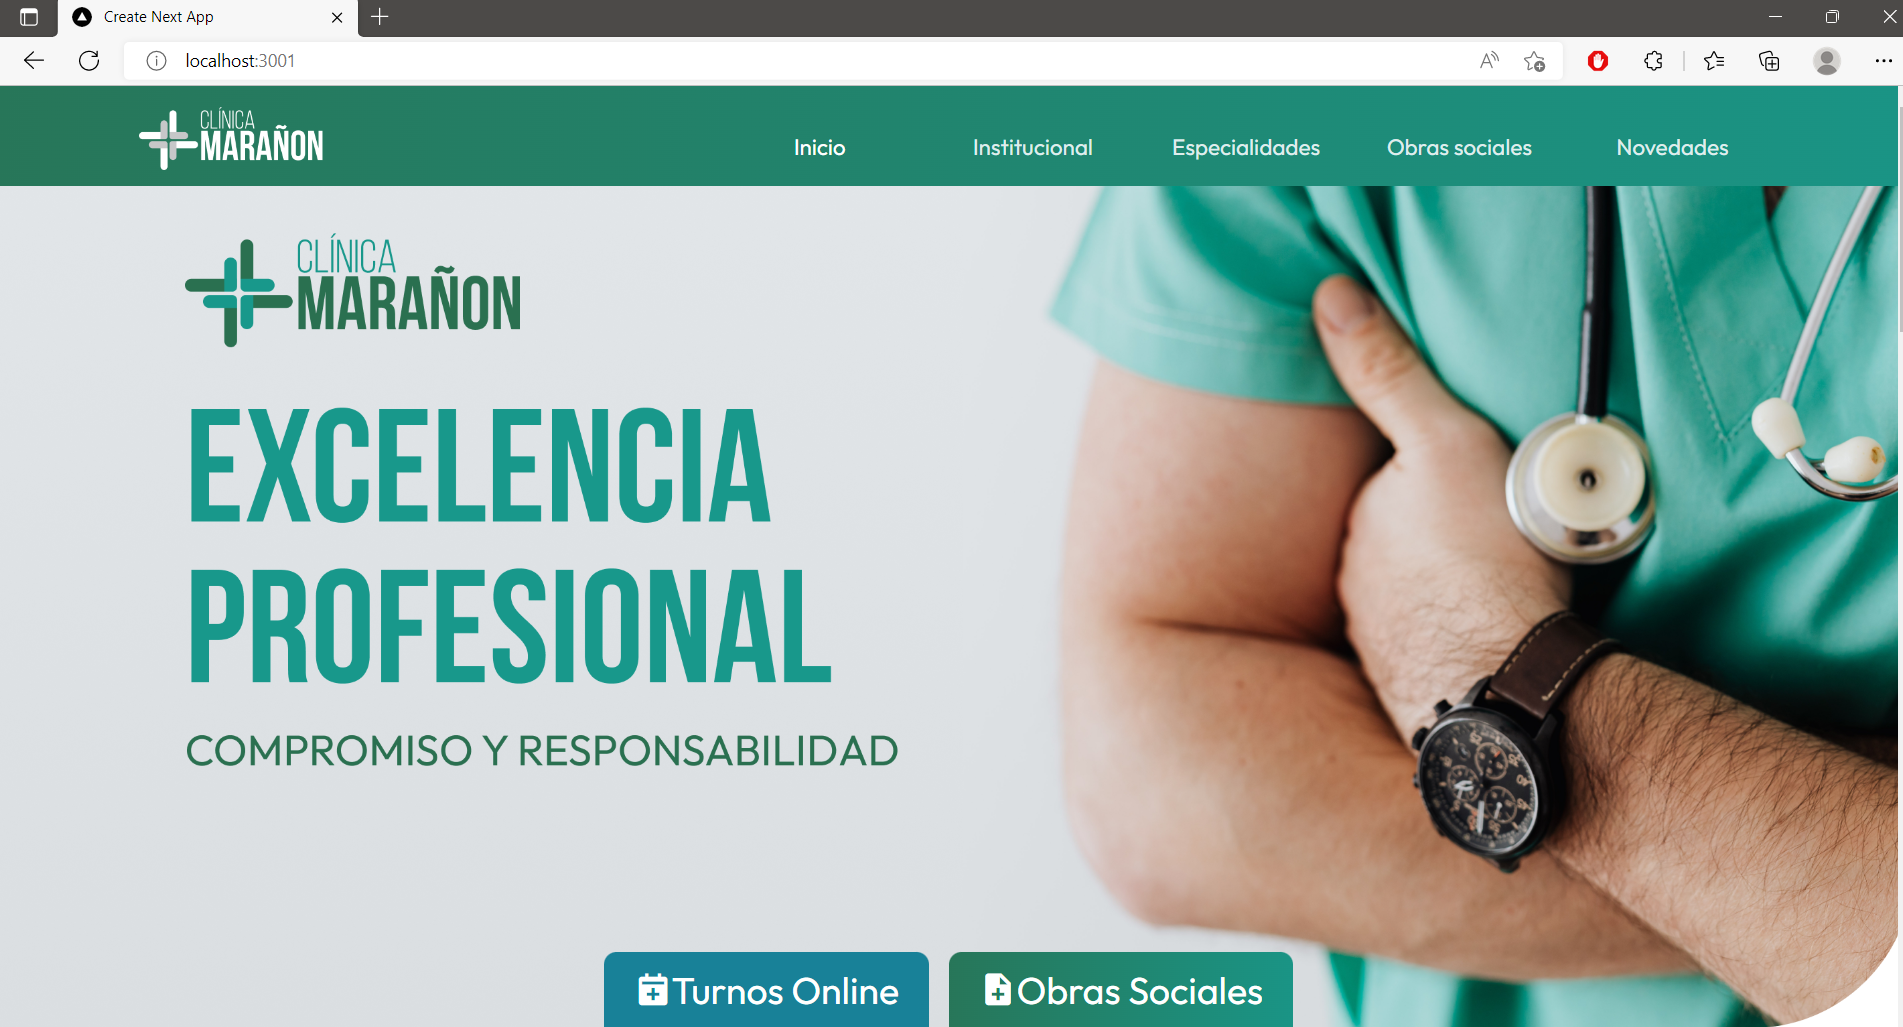 Create Next App
localhost:3001
CLÍNICA
MARAÑON
Inicio
Institucional
Especialidades
Obras sociales
Novedades
CLÍNICA
MARAÑON
EXCELENCIA
PROFESIONAL
COMPROMISO Y RESPONSABILIDAD
Turnos Online
Obras Sociales